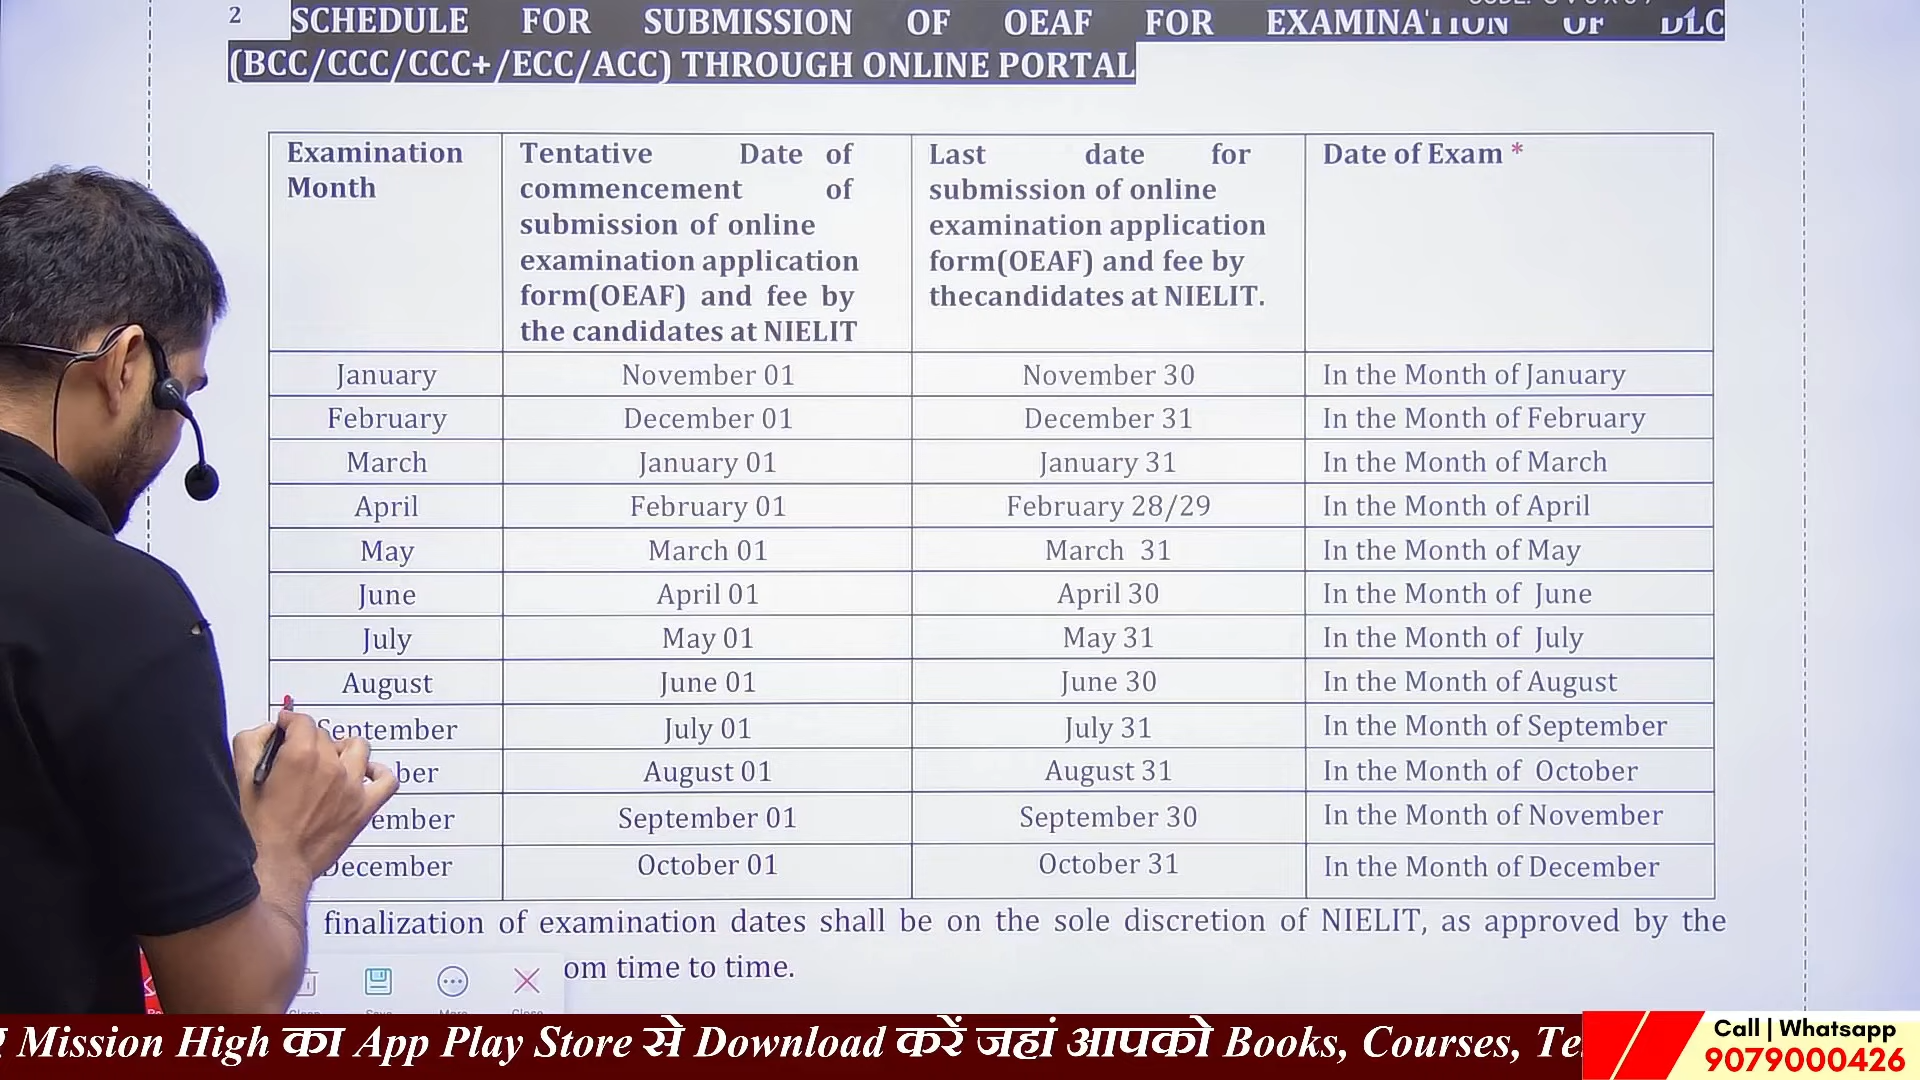 2 SCHEDULE FOR SUBMISSION OF OEAF FOR EXAMINATION OF DLC
(BCC/CCC/CCC+/ECC/ACC) THROUGH ONLINE PORTAL
Examination Month
Tentative Date of commencement of submission of online examination application form(OEAF) and fee by the candidates at NIELIT
Last date for submission of online examination application form(OEAF) and fee by thecandidates at NIELIT.
Date of Exam *
January November 01 November 30 In the Month of January
February December 01 December 31 In the Month of February
March January 01 January 31 In the Month of March
April February 01 February 28/29 In the Month of April
May March 01 March 31 In the Month of May
June April 01 April 30 In the Month of June
July May 01 May 31 In the Month of July
August June 01 June 30 In the Month of August
September July 01 July 31 In the Month of September
ber August 01 August 31 In the Month of October
ember September 01 September 30 In the Month of November
December October 01 October 31 In the Month of December
finalization of examination dates shall be on the sole discretion of NIELIT, as approved by the
om time to time.
Mission High का App Play Store से Download करें जहां आपको Books, Courses,
Call | Whatsapp
9079000426